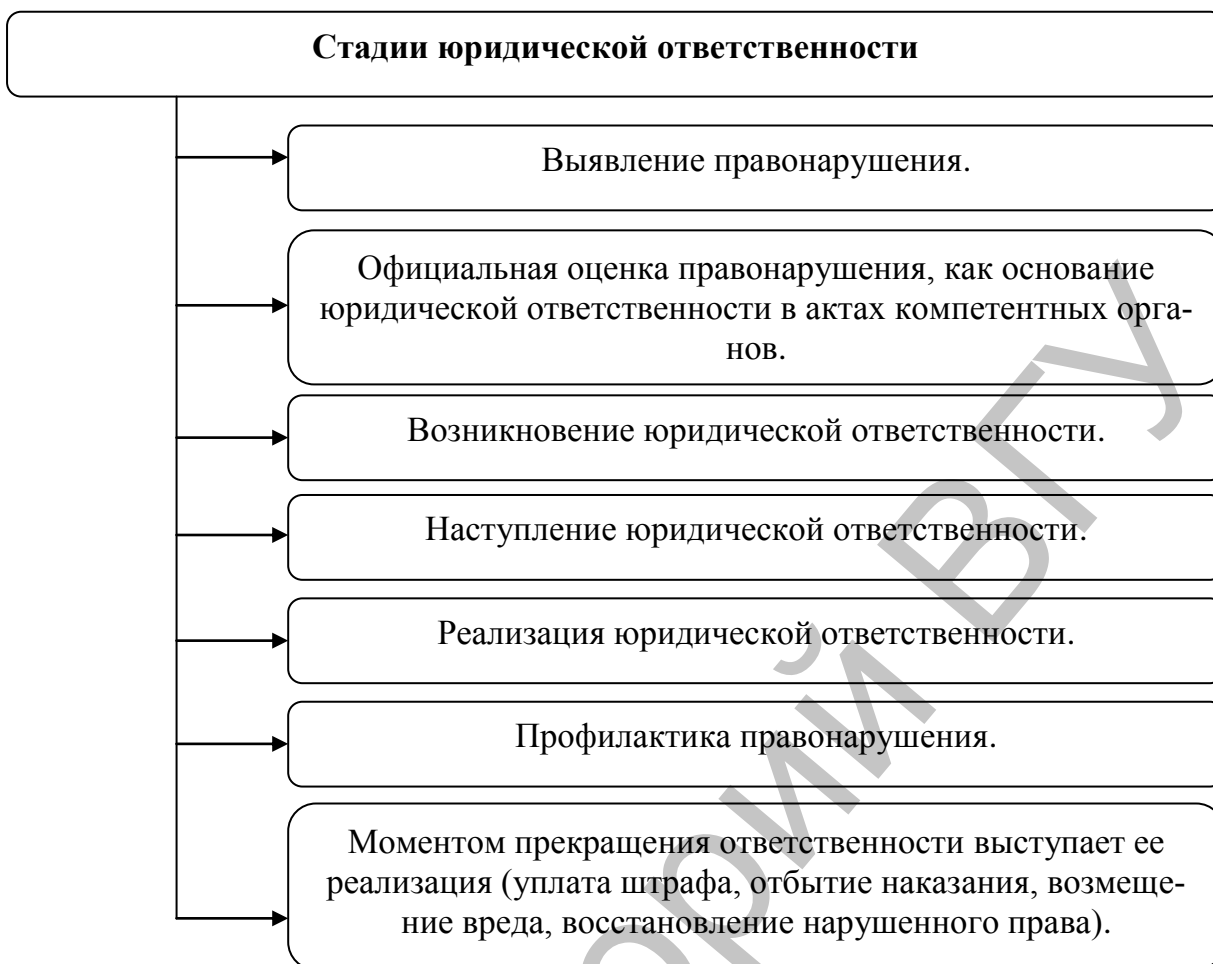 Стадии юридической ответственности
Выявление правонарушения.
Официальная оценка правонарушения, как основание
юридической ответственности в актах компетентных орга-
нов.
Возникновение юридической ответственности.
Наступление юридической ответственности.
Реализация юридической ответственности.
Профилактика правонарушения.
Моментом прекращения ответственности выступает ее
реализация (уплата штрафа, отбытие наказания, возмеще-
ние вреда, восстановление нарушенного права).
ВГУ